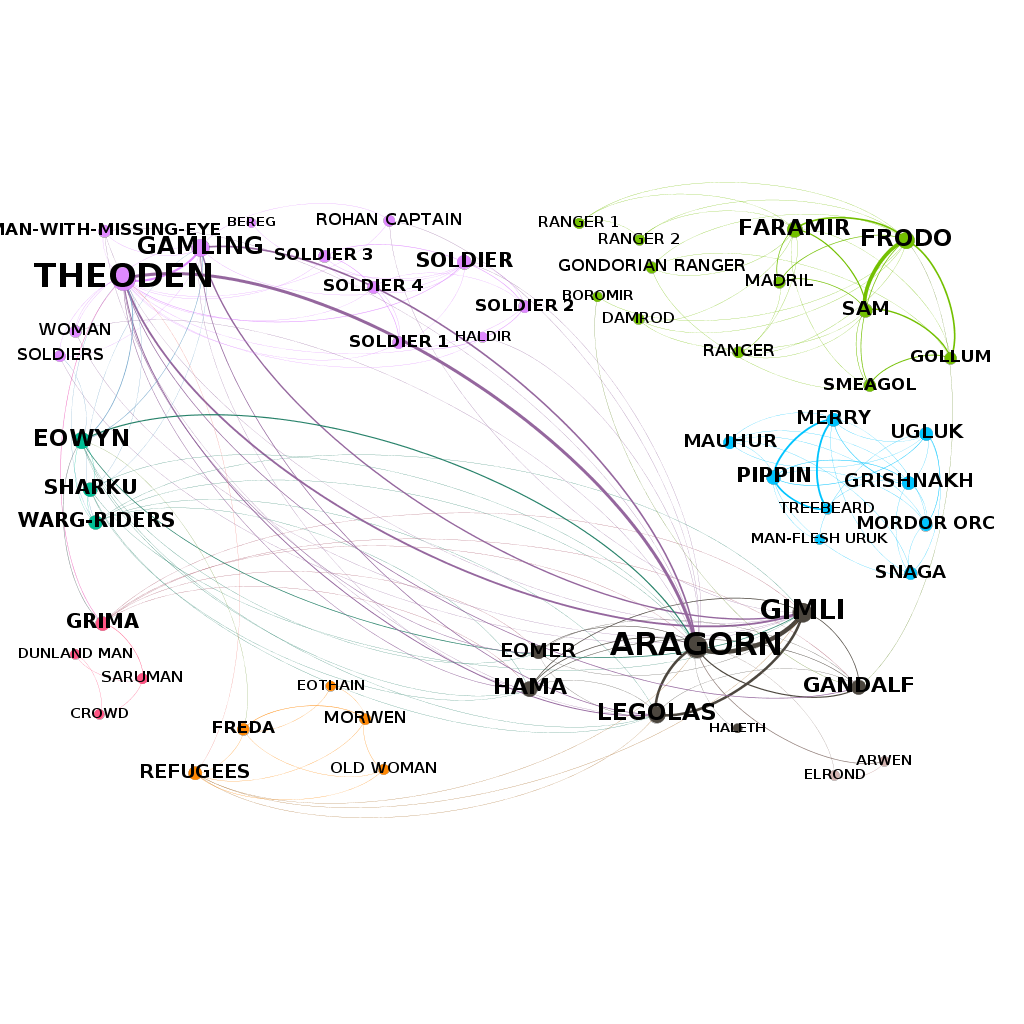 RANGER 1
BEREG
ROHAN CAPTAIN
MAN-WITH-MISSING-EYE
FARAMIR
FRODO
RANGER 2
GAMLING
SOLDIER 3
SOLDIER
GONDORIAN RANGER
THEODEN
SOLDIER 4
MADRIL
BOROMIR
SOLDIER 2
SAM
DAMROD
WOMAN
HALDIR
SOLDIER 1
RANGER
SOLDIERS
GOLLUM
SMEAGOL
MERRY
UGLUK
EOWYN
MAUHUR
PIPPIN
GRISHNAKH
SHARKU
TREEBEARD
WARG-RIDERS
MORDOR ORC
MAN-FLESH URUK
SNAGA
GIMLI
GRIMA
ARAGORN
EOMER
DUNLAND MAN
SARUMAN
EOTHAIN
HAMA
GANDALF
CROWD
LEGOLAS
MORWEN
FREDA
HALETH
ARWEN
REFUGEES
OLD WOMAN
ELROND